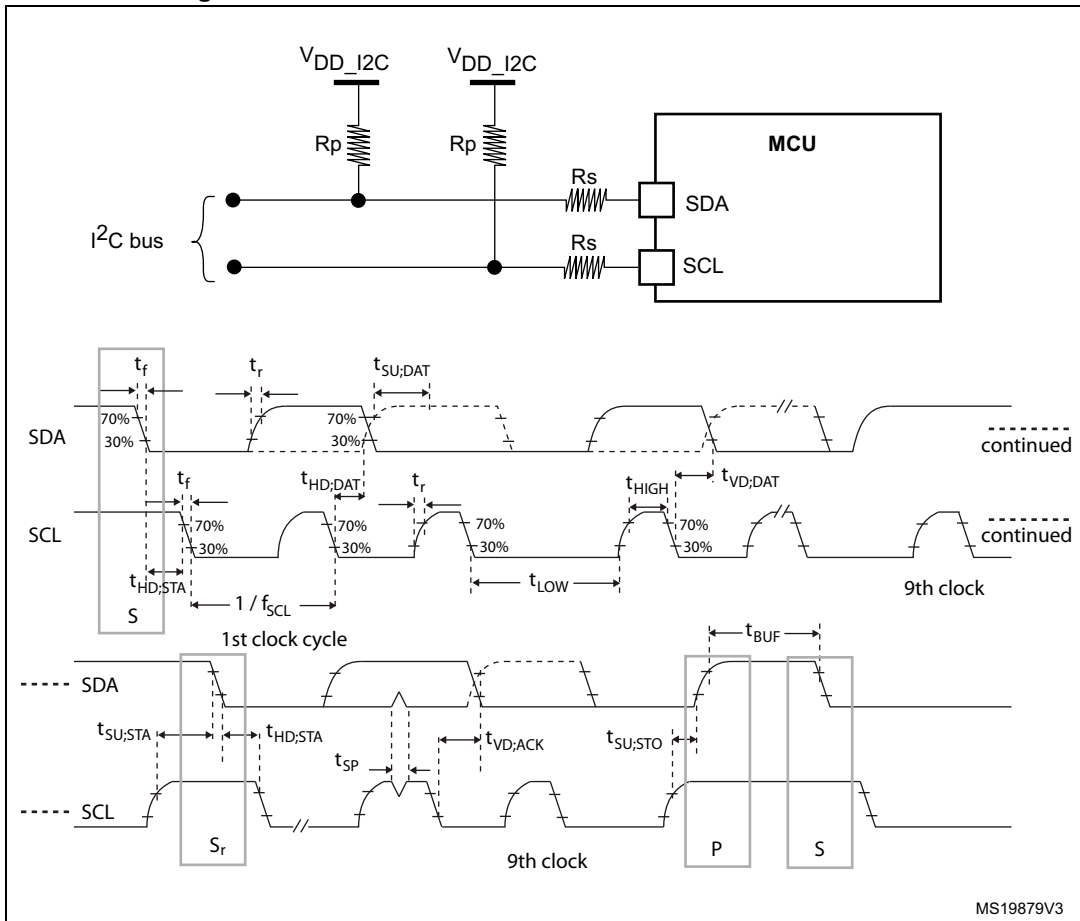 VDD_I2C VDD_I2C
Rp Rp
MCU
Rs
SDA
I2C bus
Rs
SCL
tf tr tSU;DAT
70% 70%
SDA
30% 30%
continued
tf tHD;DAT tr tHIGH tVD;DAT
SCL
70% 70% 70% 70%
30% 30% 30% 30%
continued
tHD;STA
tLOW
S
1 / fSCL
9th clock
1st clock cycle
tBUF
SDA
tSU;STA tHD;STA tSP tVD;ACK tSU;STO
SCL
Sr
9th clock
P S
MS19879V3